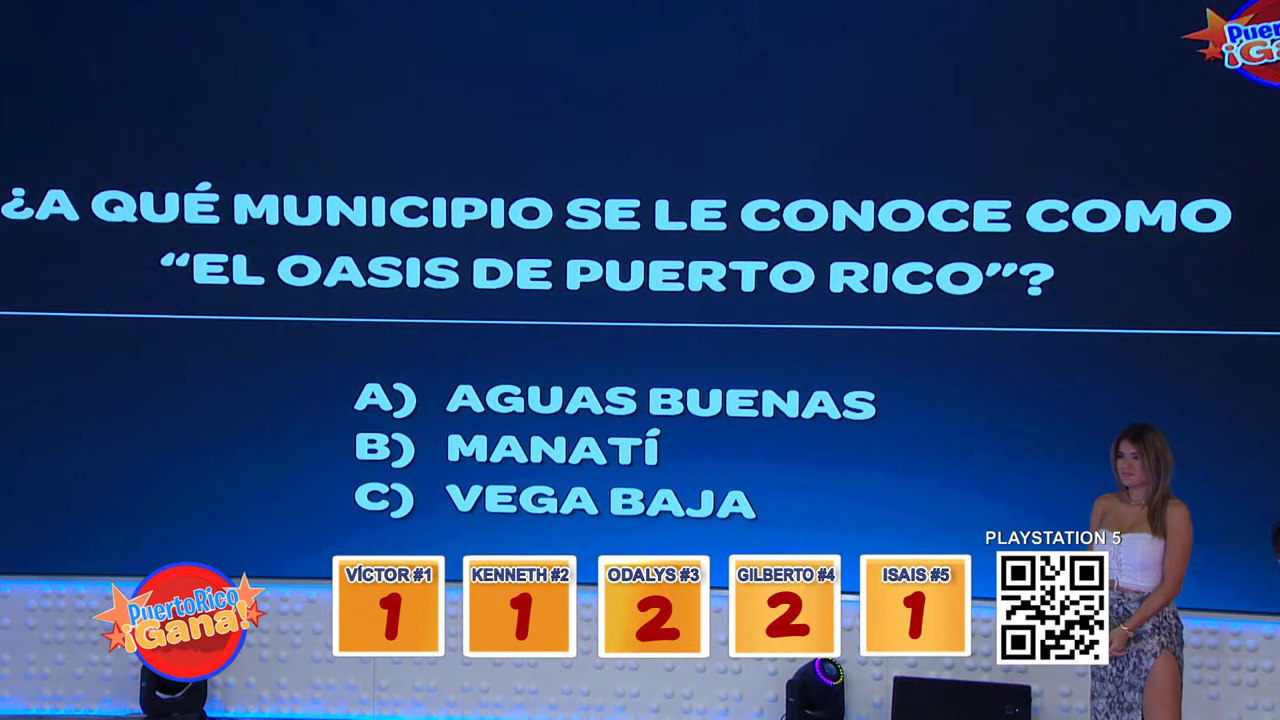 Puer
¡Ga
¿A QUÉ MUNICIPIO SE LE CONOCE COMO
“EL OASIS DE PUERTO RICO”?
A) AGUAS BUENAS
B) MANATÍ
C) VEGA BAJA
PLAYSTATION 5
VÍCTOR #1
KENNETH #2
ODALYS #3
GILBERTO #4
ISAIS #5
1
1
2
2
1
PuertoRico
¡Gana!